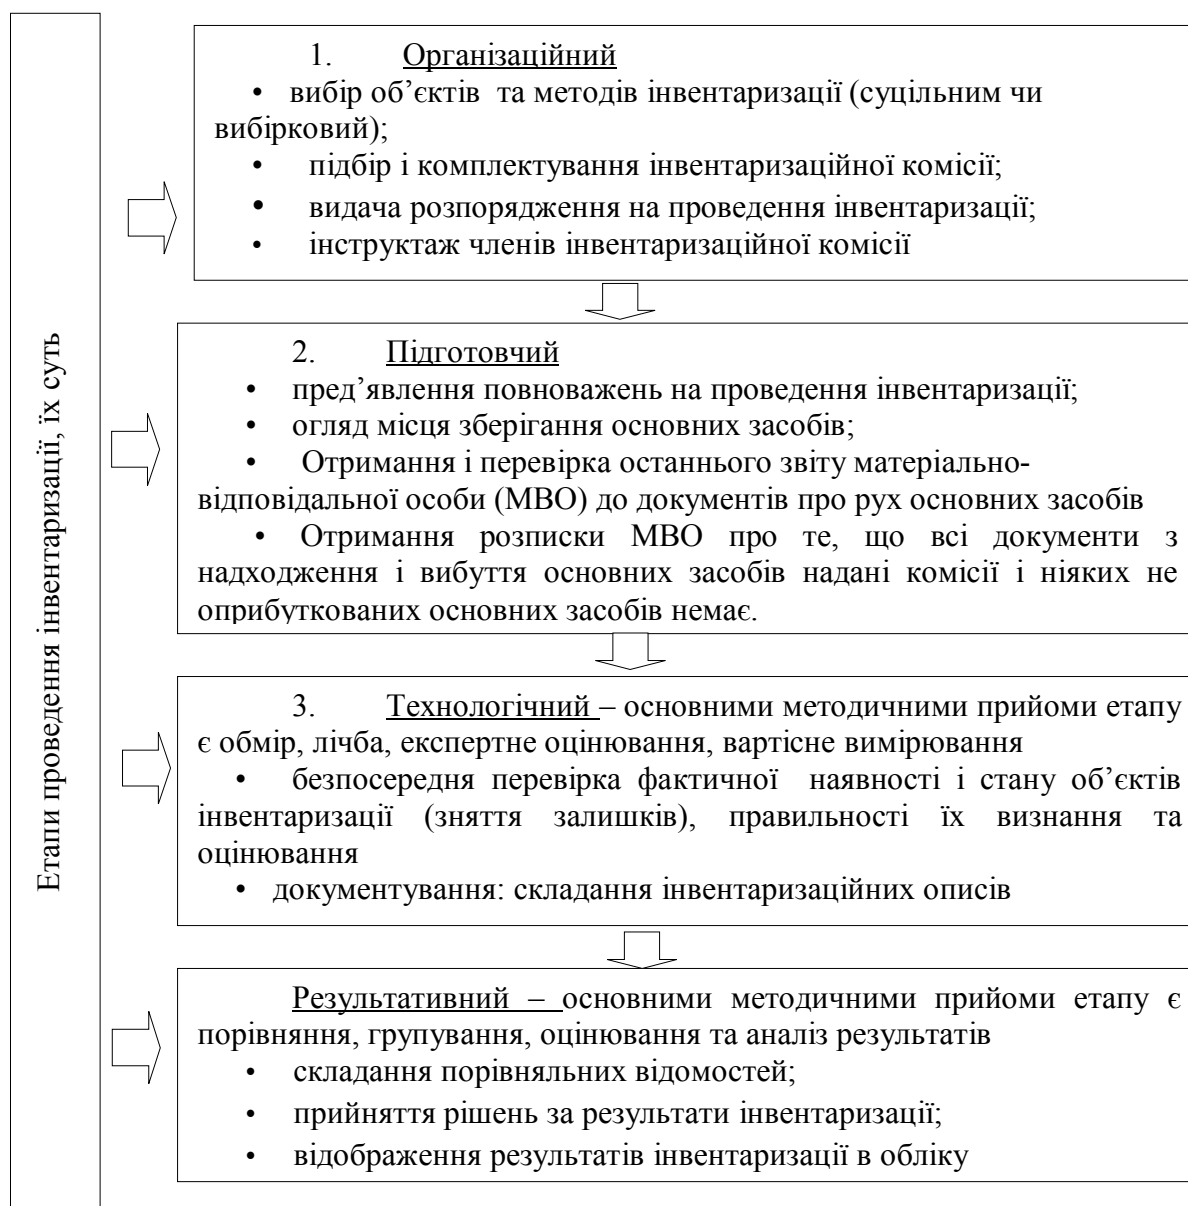 Етапи проведення інвентаризації, їх суть
1. Організаційний
• вибір об’єктів та методів інвентаризації (суцільним чи
вибірковий);
• підбір і комплектування інвентаризаційної комісії;
• видача розпорядження на проведення інвентаризації;
• інструктаж членів інвентаризаційної комісії
2. Підготовчий
• пред’явлення повноважень на проведення інвентаризації;
• огляд місця зберігання основних засобів;
• Отримання і перевірка останнього звіту матеріально-
відповідальної особи (МВО) до документів про рух основних засобів
• Отримання розписки МВО про те, що всі документи з
надходження і вибуття основних засобів надані комісії і ніяких не
оприбуткованих основних засобів немає.
3. Технологічний – основними методичними прийоми етапу
є обмір, лічба, експертне оцінювання, вартісне вимірювання
• безпосередня перевірка фактичної наявності і стану об’єктів
інвентаризації (зняття залишків), правильності їх визнання та
оцінювання
• документування: складання інвентаризаційних описів
Результативний – основними методичними прийоми етапу є
порівняння, групування, оцінювання та аналіз результатів
• складання порівняльних відомостей;
• прийняття рішень за результати інвентаризації;
• відображення результатів інвентаризації в обліку